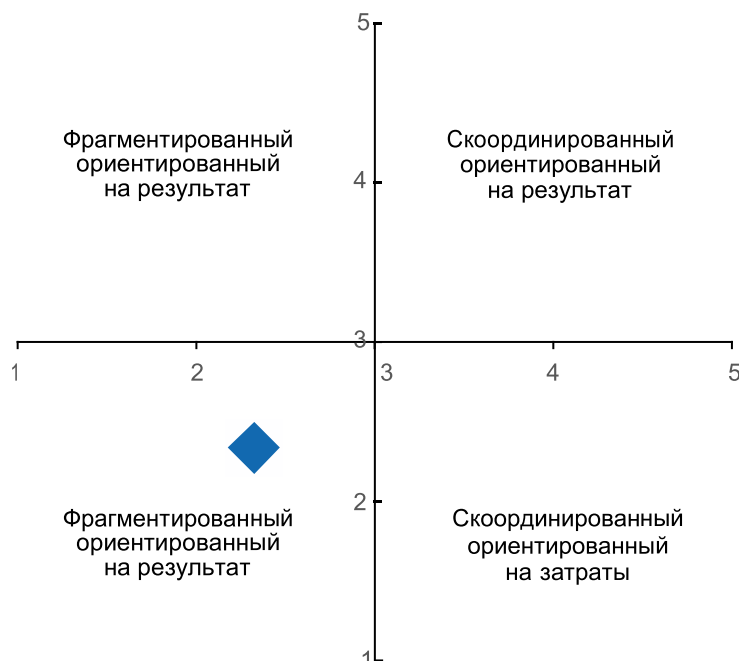 5
Фрагментированный
ориентированный
на результат
Скоординированный
ориентированный
на результат
4
3
1
2
3
4
5
2
Фрагментированный
ориентированный
на результат
Скоординированный
ориентированный
на затраты
1